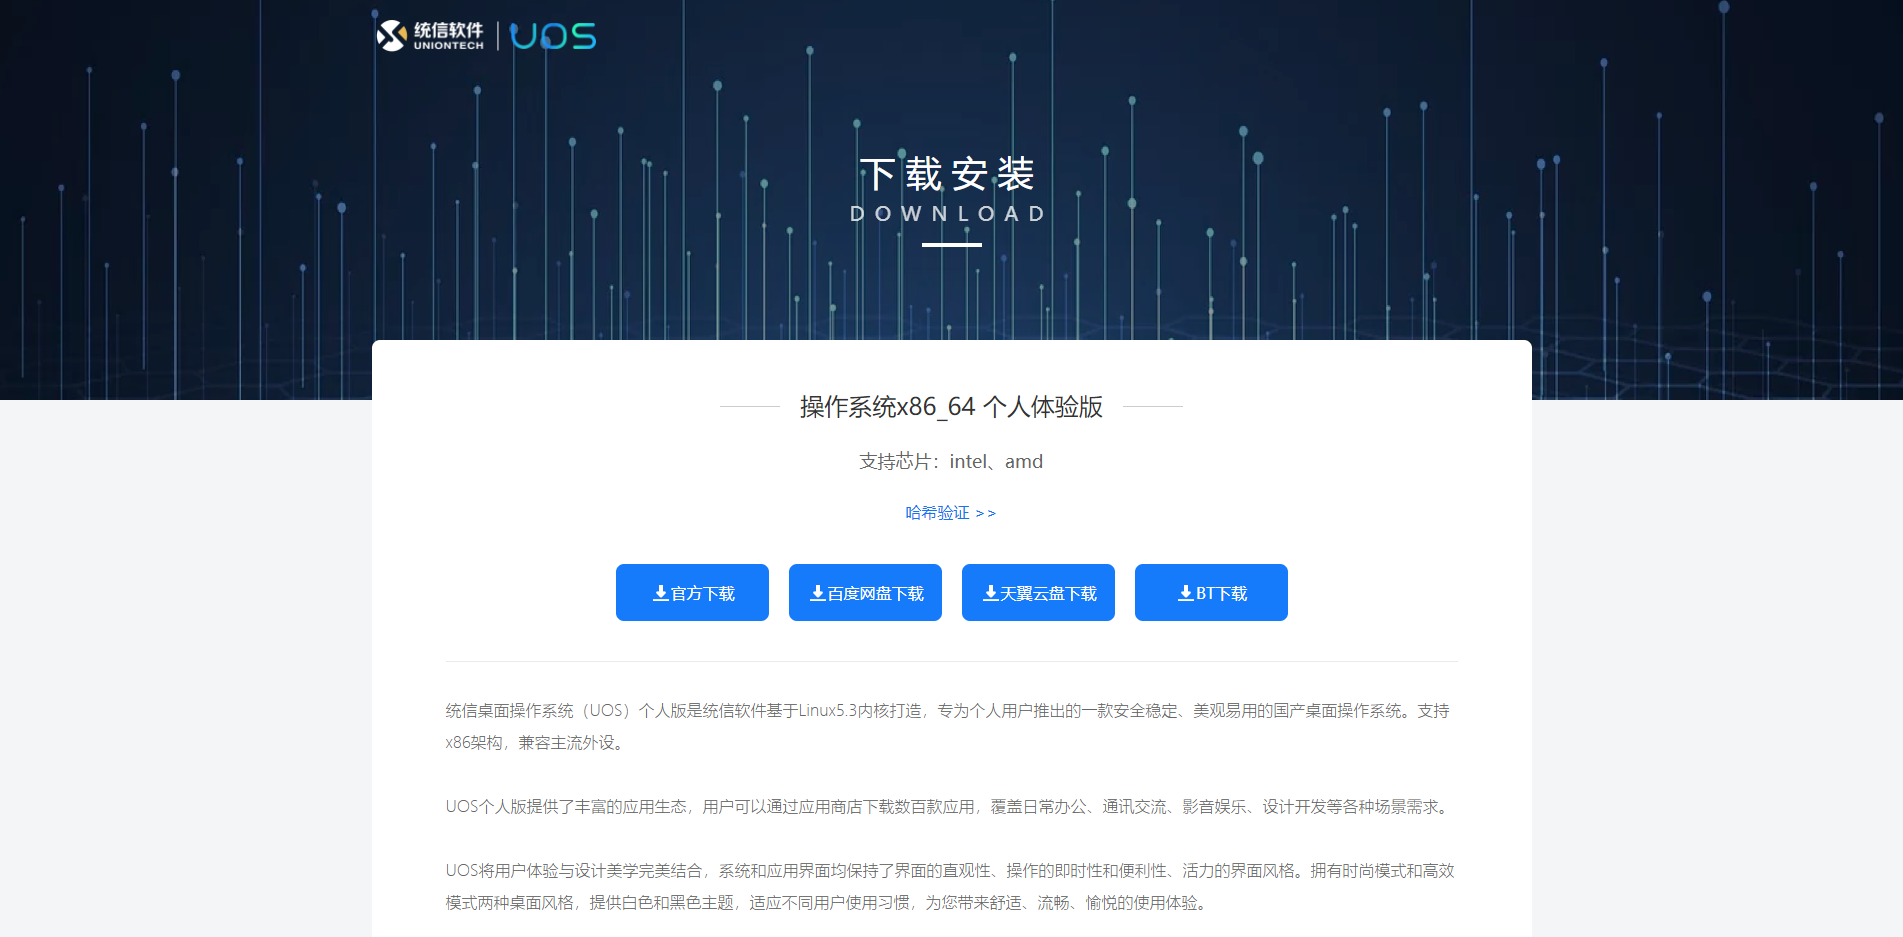 统信软件
UNIONTECH
UOS
下载安装
DOWNLOAD
操作系统x86_64 个人体验版
支持芯片：intel、amd
哈希验证 >>
官方下载
百度网盘下载
天翼云盘下载
BT下载
统信桌面操作系统（UOS）个人版是统信软件基于Linux5.3内核打造，专为个人用户推出的一款安全稳定、美观易用的国产桌面操作系统。支持
x86架构，兼容主流外设。
UOS个人版提供了丰富的应用生态，用户可以通过应用商店下载数百款应用，覆盖日常办公、通讯交流、影音娱乐、设计开发等各种场景需求。
UOS将用户体验与设计美学完美结合，系统和应用界面均保持了界面的直观性、操作的即时性和便利性、活力的界面风格。拥有时尚模式和高效
模式两种桌面风格，提供白色和黑色主题，适应不同用户使用习惯，为您带来舒适、流畅、愉悦的使用体验。